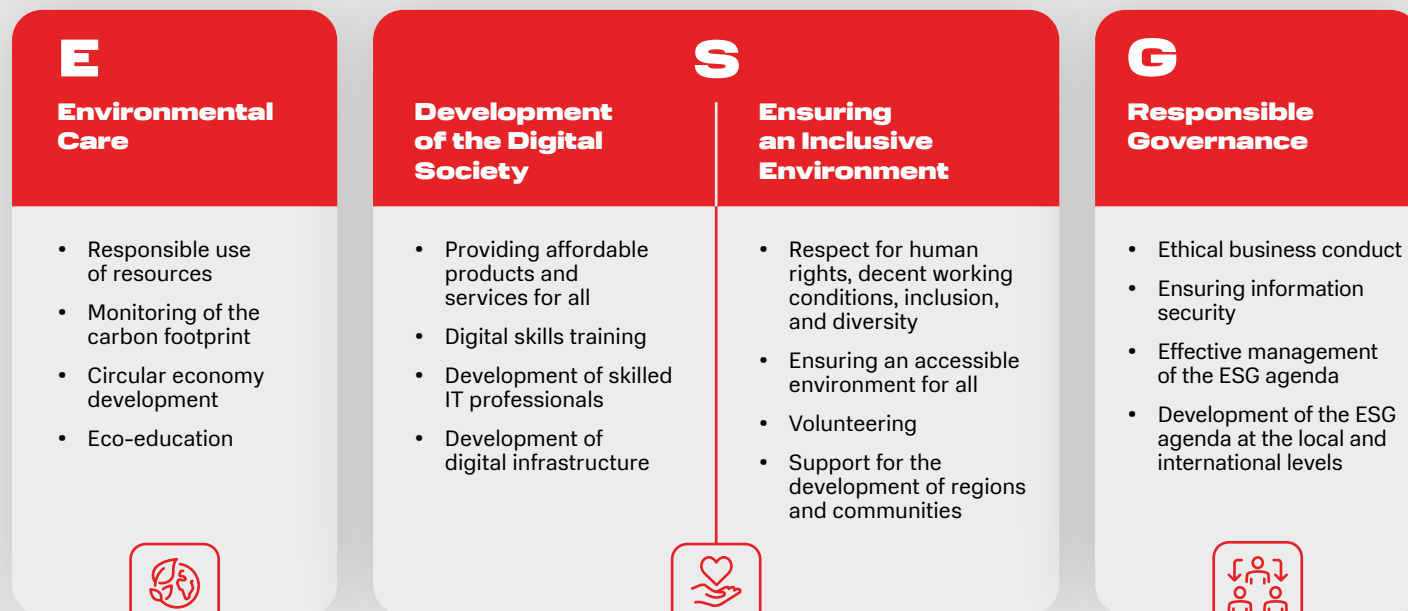 E
Environmental
Care
• Responsible use
of resources
• Monitoring of the
carbon footprint
• Circular economy
development
• Eco-education
S
Development
of the Digital
Society
• Providing affordable
products and
services for all
• Digital skills training
• Development of skilled
IT professionals
• Development of
digital infrastructure
Ensuring
an Inclusive
Environment
• Respect for human
rights, decent working
conditions, inclusion,
and diversity
• Ensuring an accessible
environment for all
• Volunteering
• Support for the
development of regions
and communities
G
Responsible
Governance
• Ethical business conduct
• Ensuring information
security
• Effective management
of the ESG agenda
• Development of the ESG
agenda at the local and
international levels